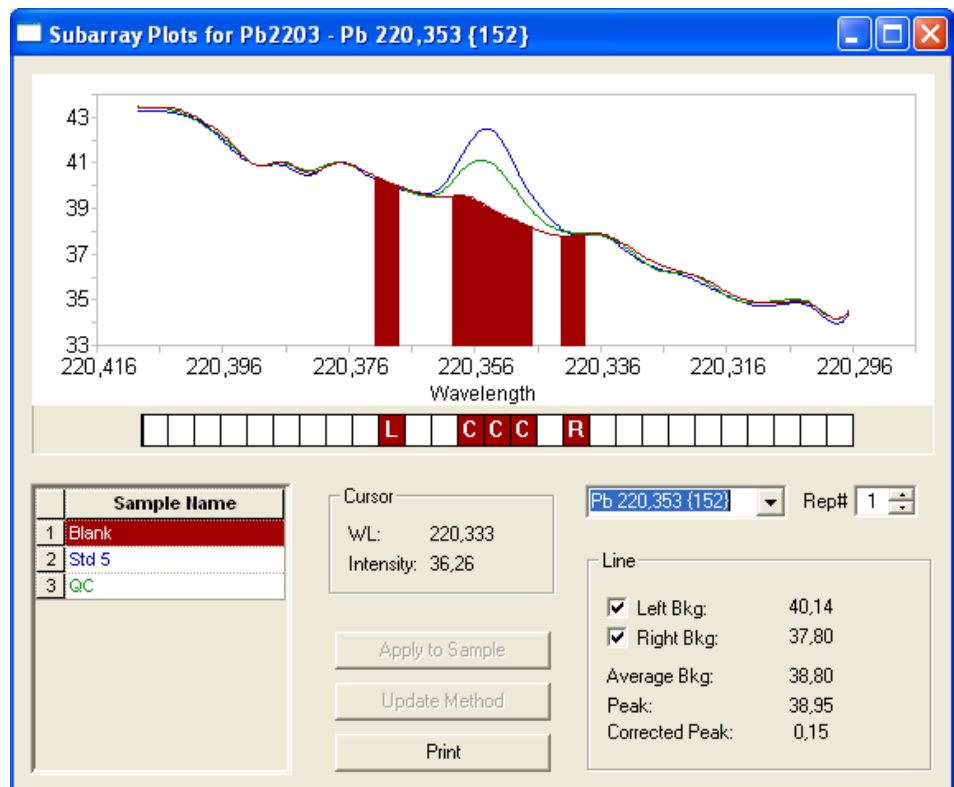 Subarray Plots for Pb2203 - Pb 220,353 {152}
43
41
39
37
35
33
220,416 220,396 220,376 220,356 220,336 220,316 220,296
Wavelength
L C C C R
Sample Name
1 Blank
2 Std 5
3 QC
Cursor
WL: 220,333
Intensity: 36,26
Apply to Sample
Update Method
Print
Pb 220,353 {152} Rep# 1
Line
Left Bkg: 40,14
Right Bkg: 37,80
Average Bkg: 38,80
Peak: 38,95
Corrected Peak: 0,15